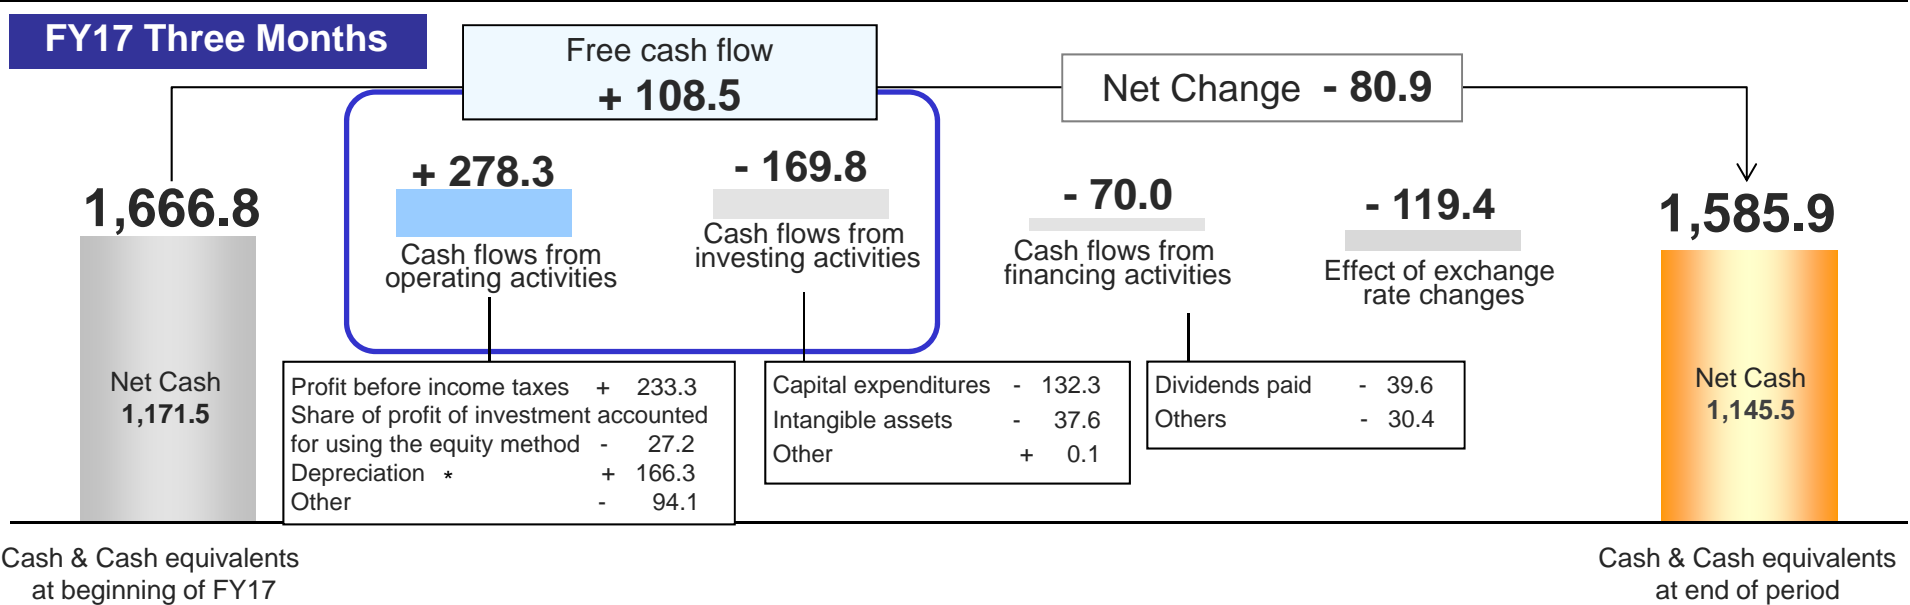 FY17 Three Months
Free cash flow
+ 108.5
Net Change - 80.9
1,666.8
+ 278.3
- 169.8
- 70.0
- 119.4
1,585.9
Cash flows from
operating activities
Cash flows from
investing activities
Cash flows from
financing activities
Effect of exchange
rate changes
Net Cash
1,171.5
Profit before income taxes + 233.3
Share of profit of investment accounted
for using the equity method - 27.2
Depreciation * + 166.3
Other - 94.1
Capital expenditures - 132.3
Intangible assets - 37.6
Other + 0.1
Dividends paid - 39.6
Others - 30.4
Net Cash
1,145.5
Cash & Cash equivalents
at beginning of FY17
Cash & Cash equivalents
at end of period